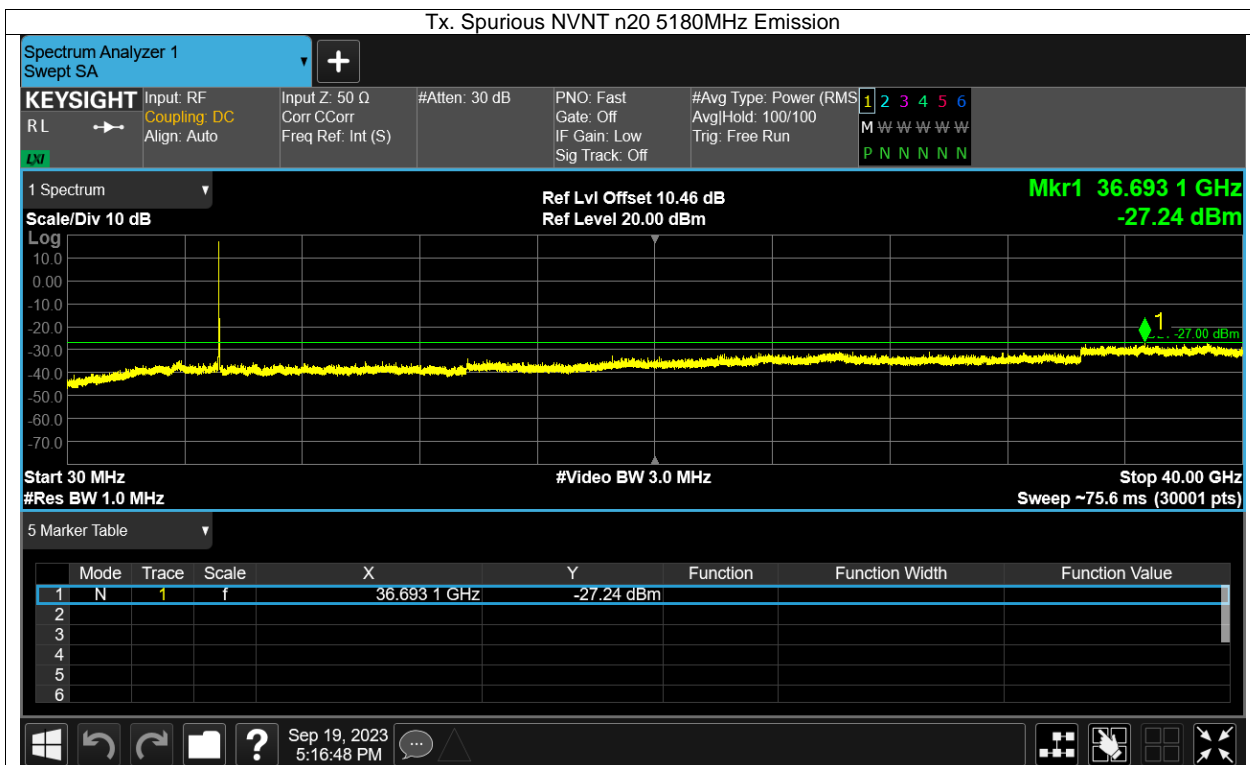 Tx. Spurious NVNT n20 5180MHz Emission
Spectrum Analyzer 1
Swept SA
KEYSIGHT
RL
LXI
Input: RF
Coupling: DC
Align: Auto
Input Z: 50 Ω
Corr CCorr
Freq Ref: Int (S)
#Atten: 30 dB
PNO: Fast
Gate: Off
IF Gain: Low
Sig Track: Off
#Avg Type: Power (RMS
Avg|Hold: 100/100
Trig: Free Run
1 2 3 4 5 6
M W W W W W
P N N N N N
1 Spectrum
Scale/Div 10 dB
Ref Lvl Offset 10.46 dB
Ref Level 20.00 dBm
Mkr1 36.693 1 GHz
-27.24 dBm
Log
10.0
0.00
-10.0
-20.0
-30.0
-40.0
-50.0
-60.0
-70.0
1
-27.00 dBm
Start 30 MHz
#Res BW 1.0 MHz
#Video BW 3.0 MHz
Stop 40.00 GHz
Sweep ~75.6 ms (30001 pts)
5 Marker Table
Mode Trace Scale X Y Function Function Width Function Value
1 N 1 f 36.693 1 GHz -27.24 dBm
2
3
4
5
6
?
Sep 19, 2023
5:16:48 PM